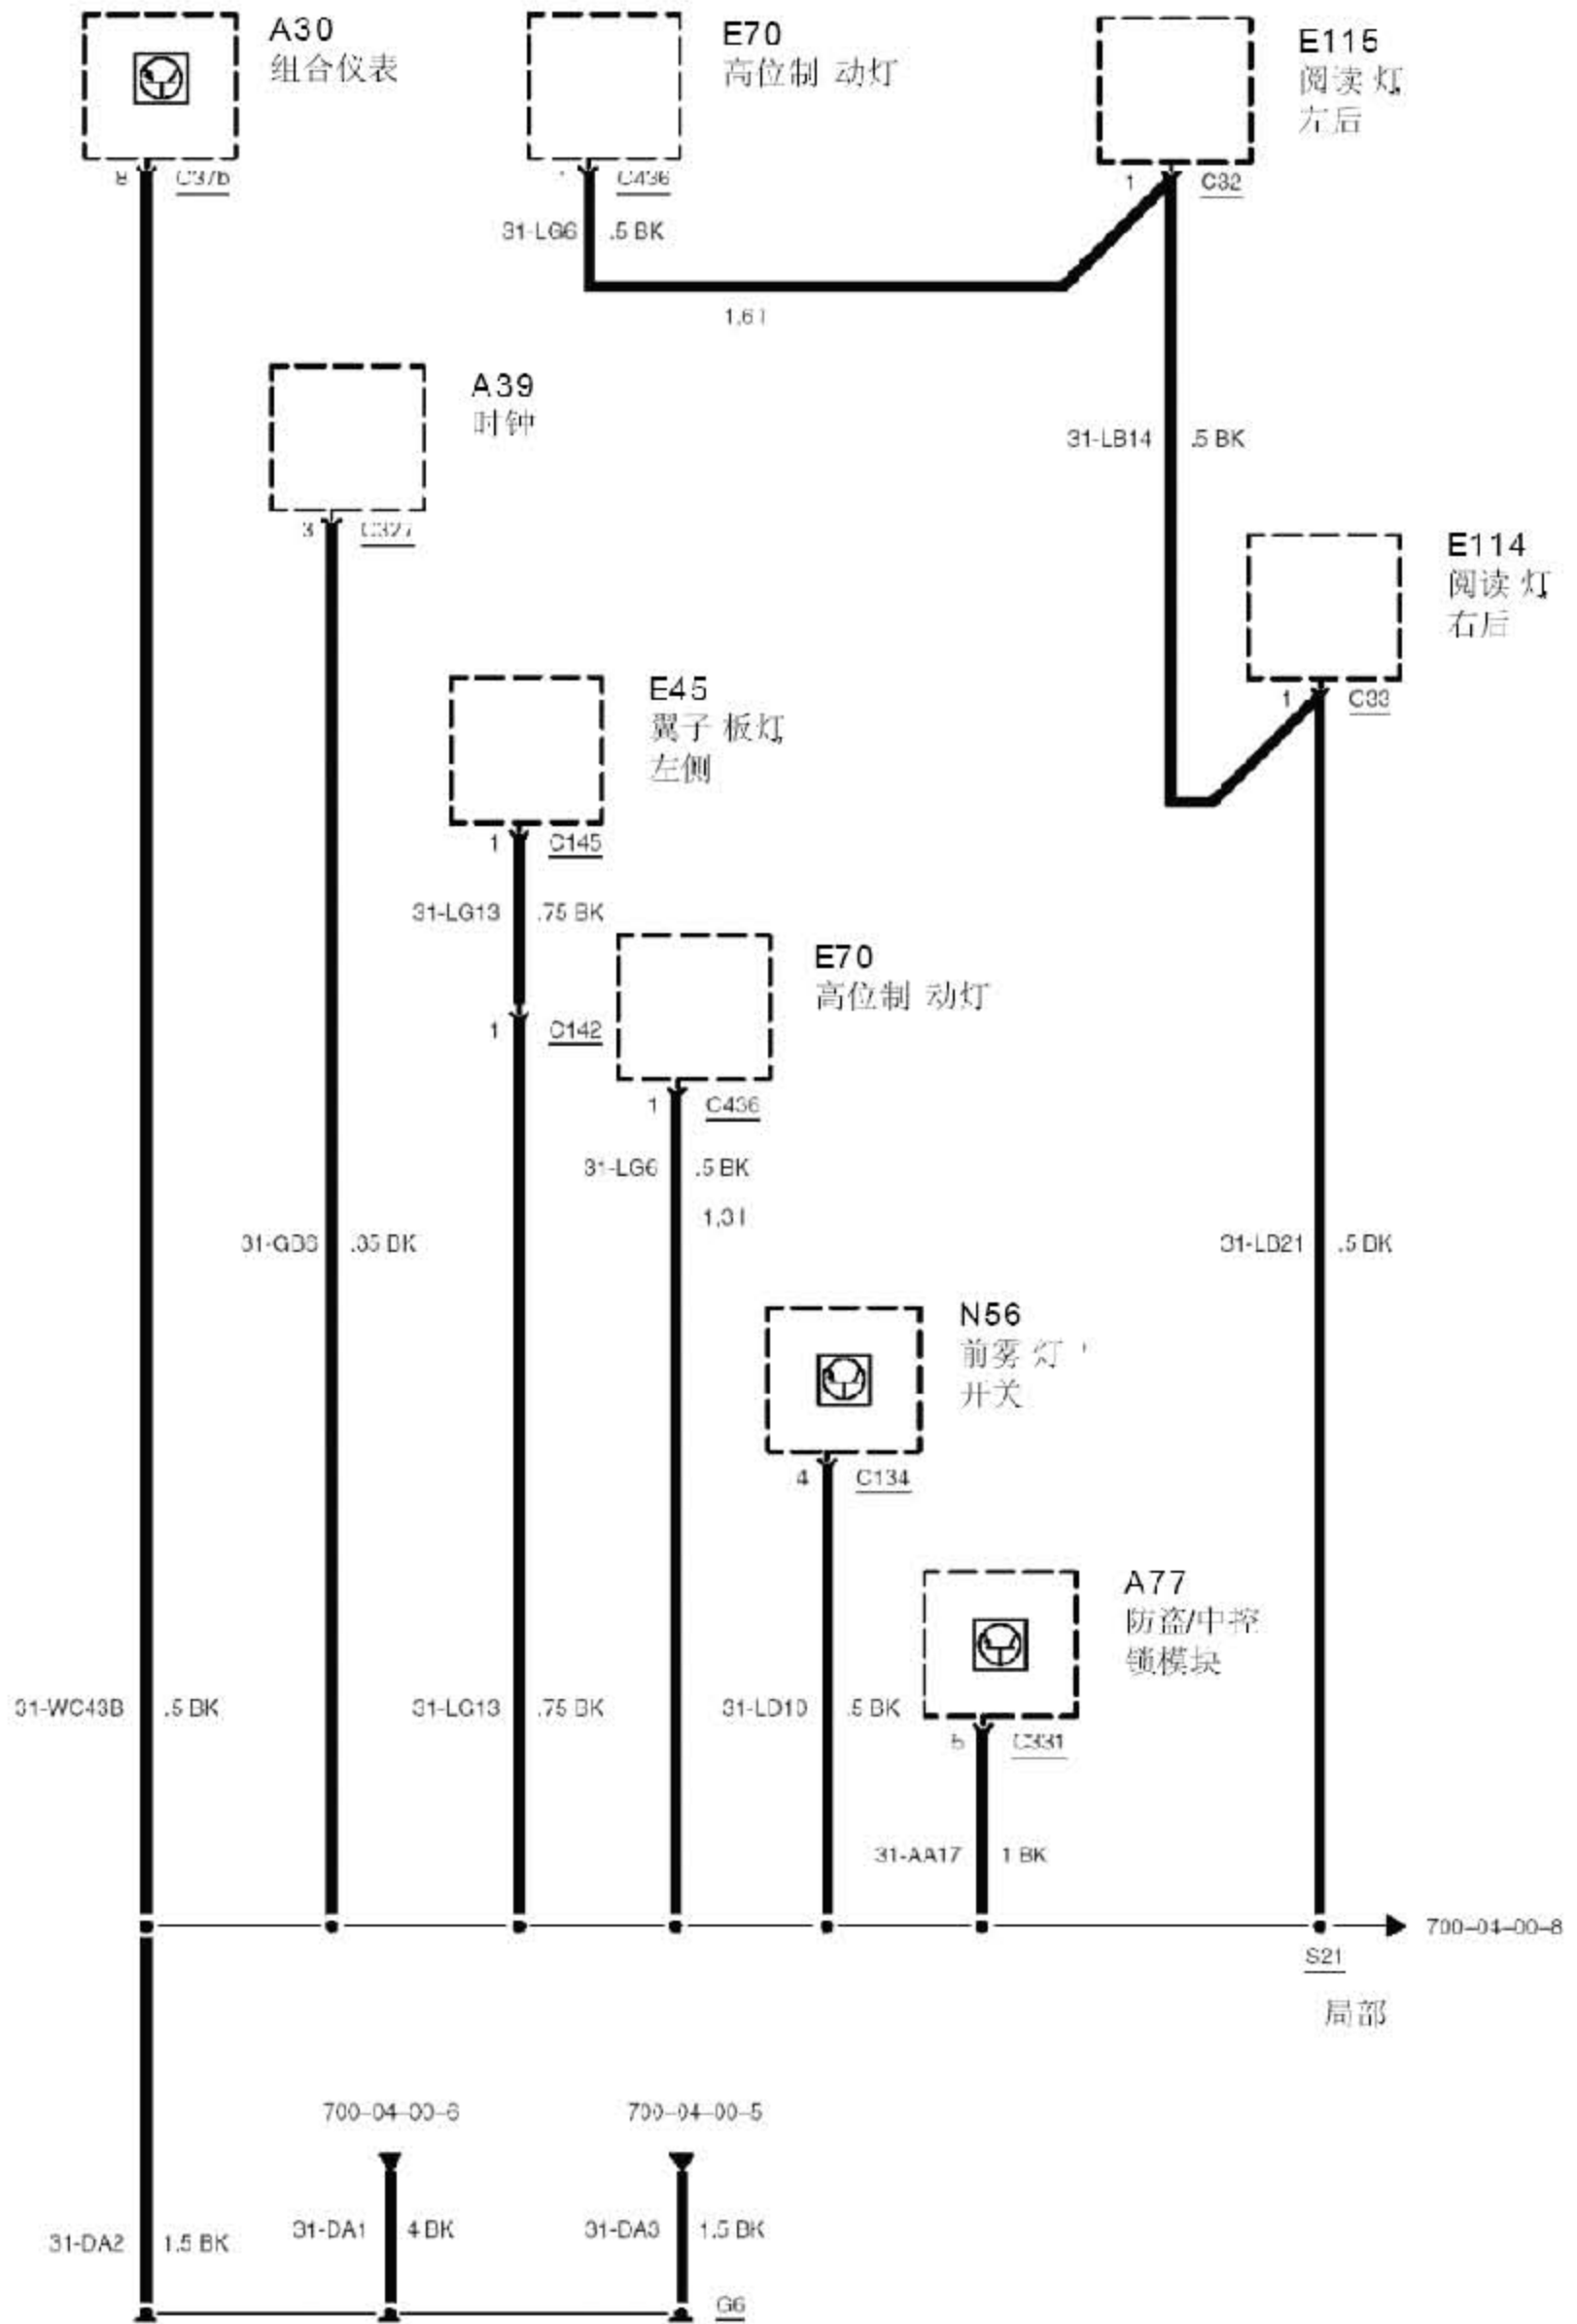 A30
组合仪表
8
C37b
E70
高位制 动灯
C436
31-LG6 .5 BK
1,6 l
E115
阅读 灯
左后
1
C32
A39
时钟
3
C327
31-LB14 .5 BK
E114
阅读 灯
右后
1
C33
E45
翼子 板灯
左侧
1
C145
31-LG13 .75 BK
1
C142
E70
高位制 动灯
1
C436
31-LG6 .5 BK
1,3 l
.35 BK
31-LB21 .5 BK
N56
前雾 灯
开关
4
C134
A77
防盗/中控
锁模块
5
C331
31-WC43B .5 BK
31-LG13 .75 BK
31-LD10 .5 BK
31-AA17 1 BK
700-04-00-8
S21
局部
700-04-00-6
700-04-00-5
31-DA2 1.5 BK
31-DA1 4 BK
31-DA3 1.5 BK
G6